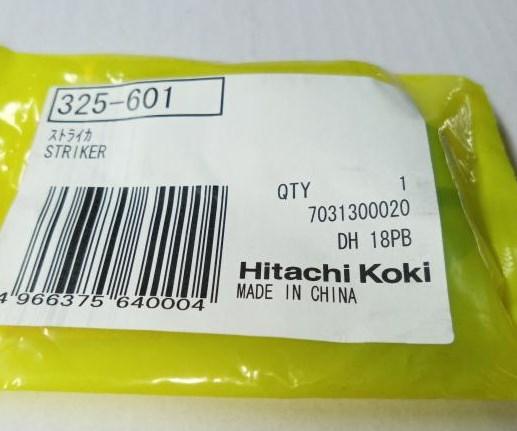 325-601
ストライカ
STRIKER
QTY 1
7031300020
DH 18PB
Hitachi Koki
MADE IN CHINA
4 966375 640004